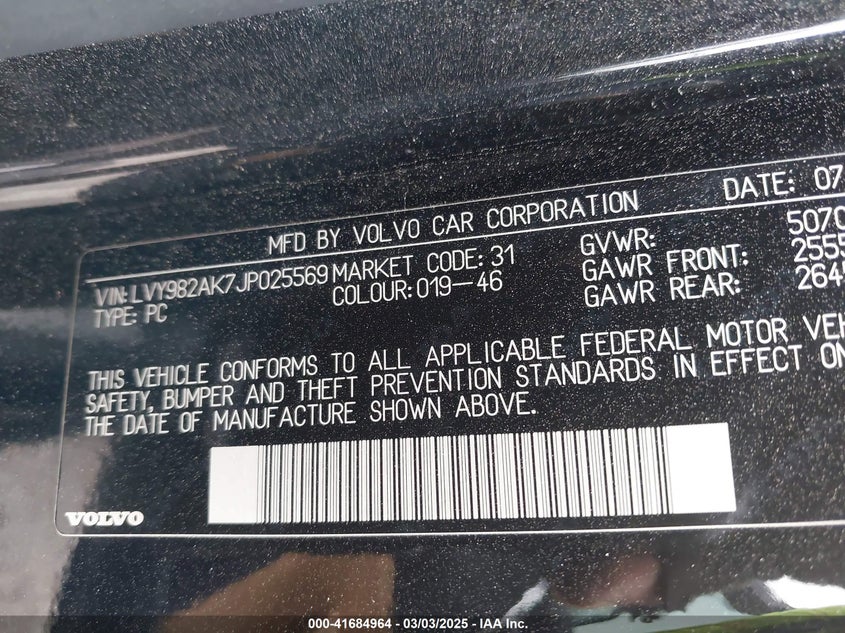 MFD BY VOLVO CAR CORPORATION DATE: 07
VIN: LVY982AK7JP025569 MARKET CODE: 31 GVWR: 5070
TYPE: PC COLOUR: 019-46 GAWR FRONT: 2555
GAWR REAR: 2645
THIS VEHICLE CONFORMS TO ALL APPLICABLE FEDERAL MOTOR VEH
SAFETY, BUMPER AND THEFT PREVENTION STANDARDS IN EFFECT ON
THE DATE OF MANUFACTURE SHOWN ABOVE.
VOLVO
000-41684964 — 03/03/2025 — IAA Inc.